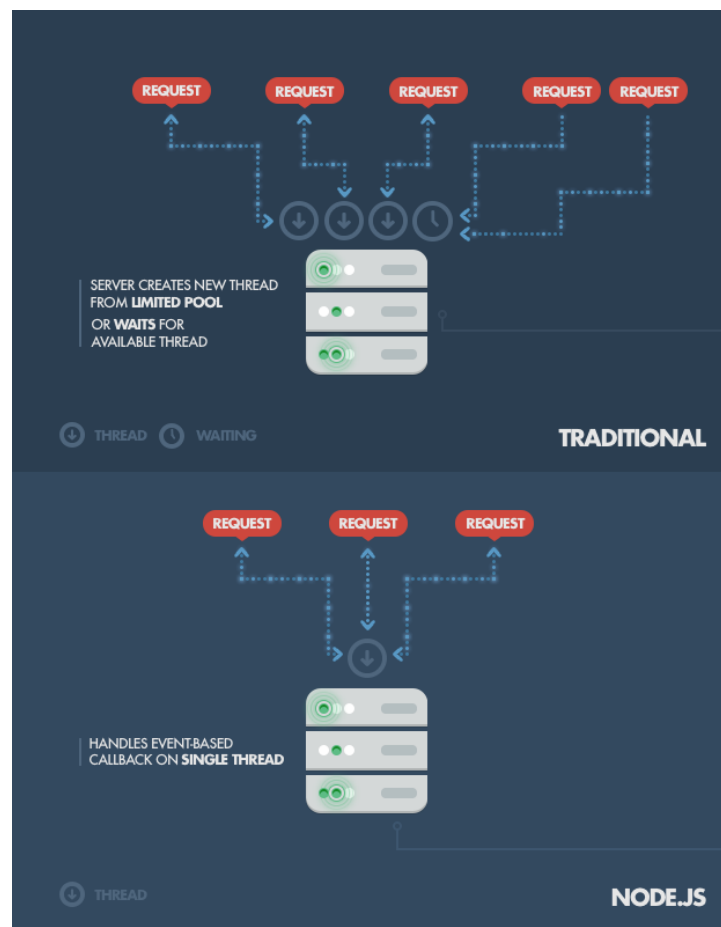 REQUEST REQUEST REQUEST REQUEST REQUEST
SERVER CREATES NEW THREAD
FROM LIMITED POOL
OR WAITS FOR
AVAILABLE THREAD
THREAD WAITING
TRADITIONAL
REQUEST REQUEST REQUEST
HANDLES EVENT-BASED
CALLBACK ON SINGLE THREAD
THREAD
NODE.JS